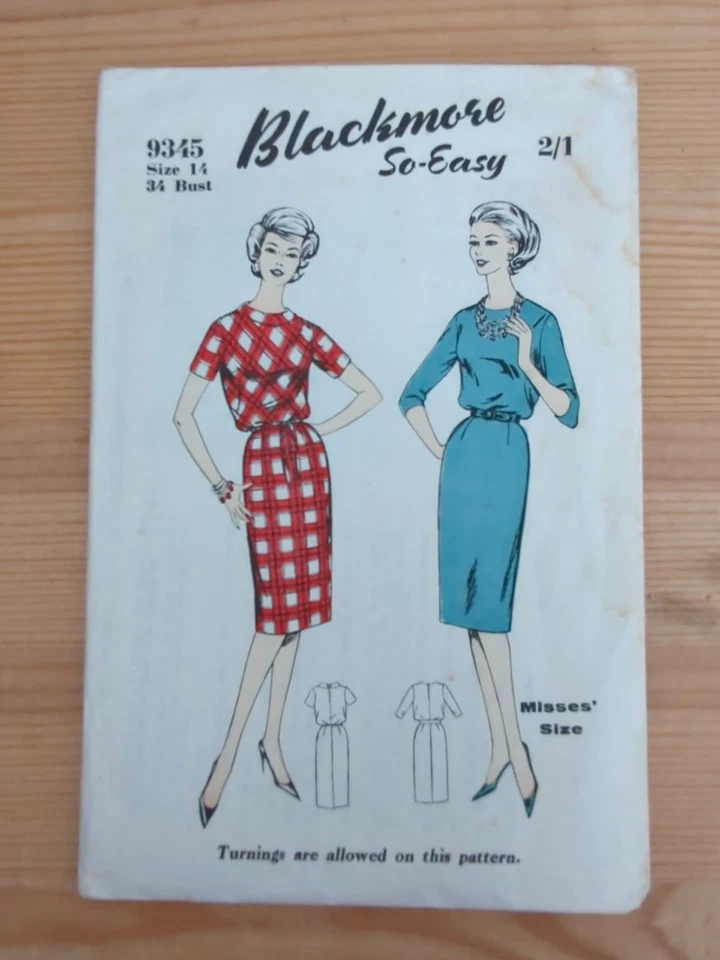 9345
Size 14
34 Bust
Blackmore
So-Easy
2/1
Misses'
Size
Turnings are allowed on this pattern.